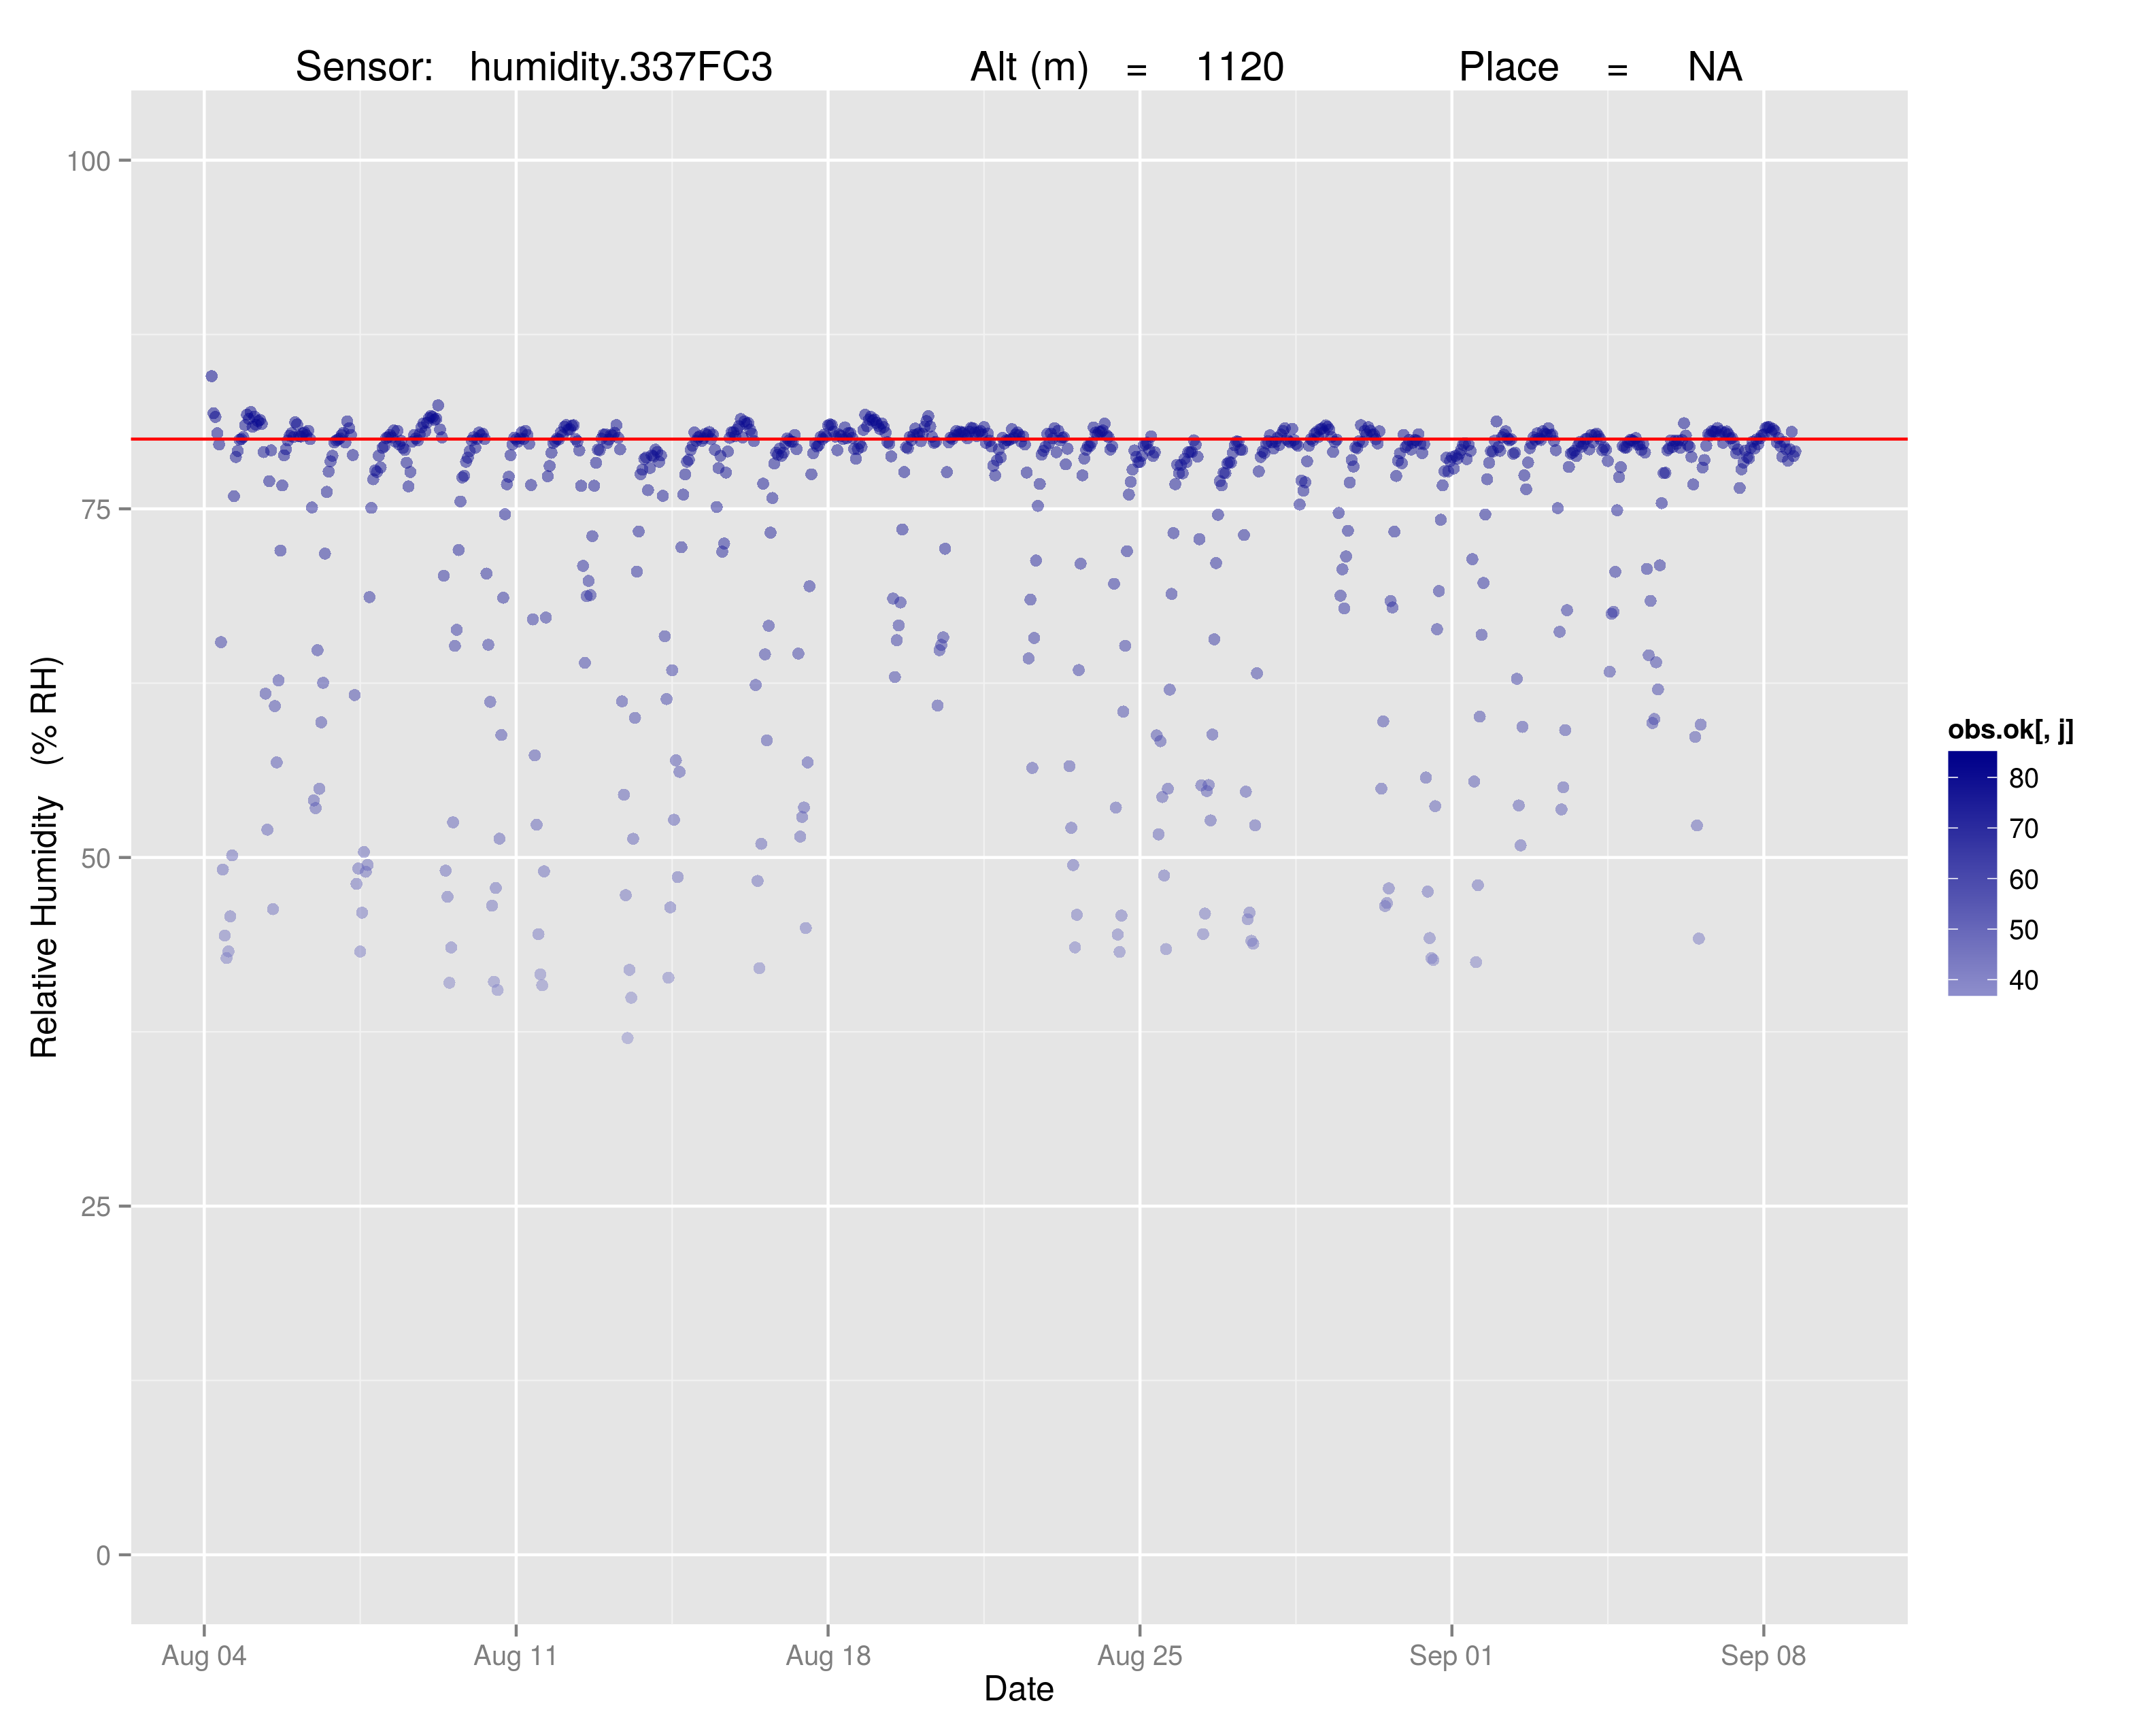 Sensor: humidity.337FC3 Alt (m) = 1120 Place = NA
Relative Humidity (% RH)
100
75
50
25
0
Aug 04 Aug 11 Aug 18 Aug 25 Sep 01 Sep 08
Date
obs.ok[, j]
80
70
60
50
40